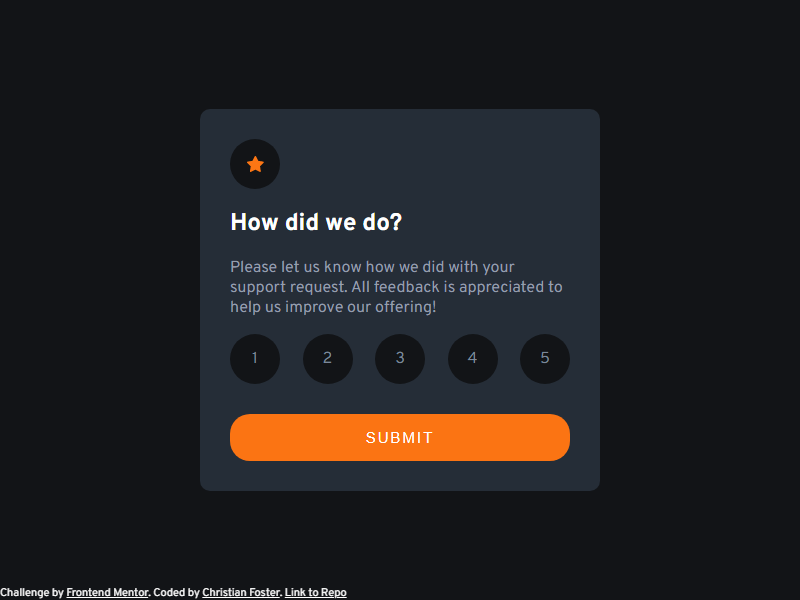 How did we do?
Please let us know how we did with your
support request. All feedback is appreciated to
help us improve our offering!
1 2 3 4 5
SUBMIT
Challenge by Frontend Mentor. Coded by Christian Foster. Link to Repo